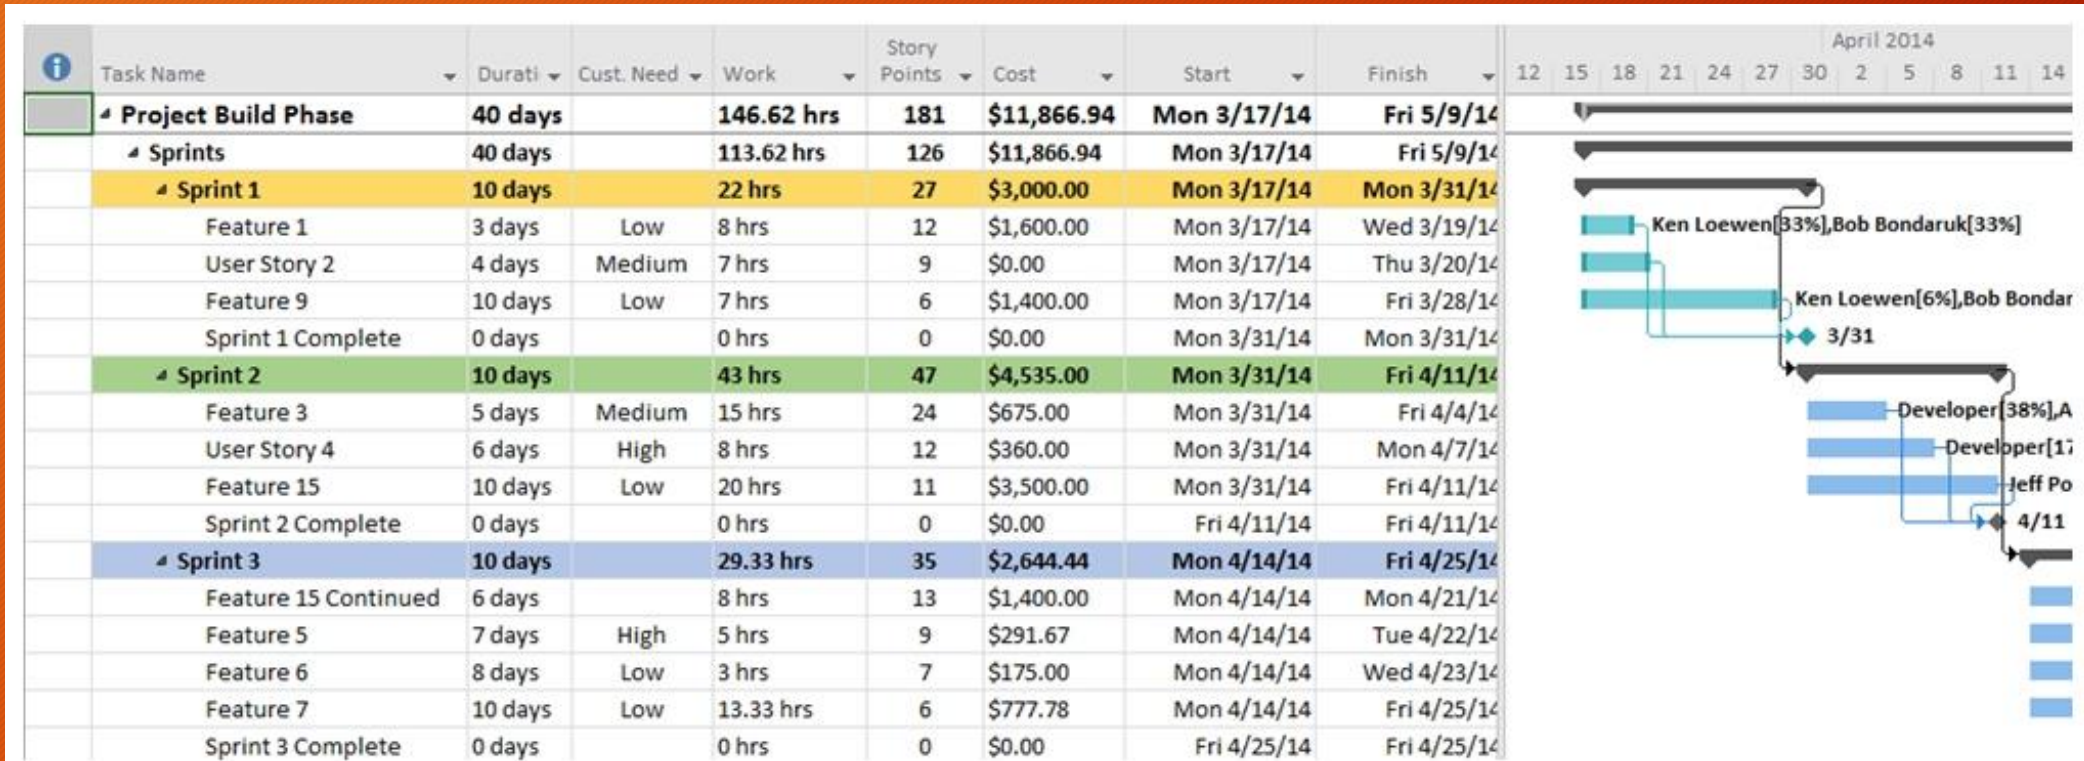 April 2014
Story
Task Name Durati Cust. Need Work Points Cost Start Finish 12 15 18 21 24 27 30 2 5 8 11 14
Project Build Phase 40 days 146.62 hrs 181 $11,866.94 Mon 3/17/14 Fri 5/9/14
Sprints 40 days 113.62 hrs 126 $11,866.94 Mon 3/17/14 Fri 5/9/14
Sprint 1 10 days 22 hrs 27 $3,000.00 Mon 3/17/14 Mon 3/31/14
Feature 1 3 days Low 8 hrs 12 $1,600.00 Mon 3/17/14 Wed 3/19/14 Ken Loewen[33%],Bob Bondaruk[33%]
User Story 2 4 days Medium 7 hrs 9 $0.00 Mon 3/17/14 Thu 3/20/14
Feature 9 10 days Low 7 hrs 6 $1,400.00 Mon 3/17/14 Fri 3/28/14 Ken Loewen[6%],Bob Bondar
Sprint 1 Complete 0 days 0 hrs 0 $0.00 Mon 3/31/14 Mon 3/31/14 3/31
Sprint 2 10 days 43 hrs 47 $4,535.00 Mon 3/31/14 Fri 4/11/14
Feature 3 5 days Medium 15 hrs 24 $675.00 Mon 3/31/14 Fri 4/4/14 Developer[38%],A
User Story 4 6 days High 8 hrs 12 $360.00 Mon 3/31/14 Mon 4/7/14 Developer[17
Feature 15 10 days Low 20 hrs 11 $3,500.00 Mon 3/31/14 Fri 4/11/14 Jeff Po
Sprint 2 Complete 0 days 0 hrs 0 $0.00 Fri 4/11/14 Fri 4/11/14 4/11
Sprint 3 10 days 29.33 hrs 35 $2,644.44 Mon 4/14/14 Fri 4/25/14
Feature 15 Continued 6 days 8 hrs 13 $1,400.00 Mon 4/14/14 Mon 4/21/14
Feature 5 7 days High 5 hrs 9 $291.67 Mon 4/14/14 Tue 4/22/14
Feature 6 8 days Low 3 hrs 7 $175.00 Mon 4/14/14 Wed 4/23/14
Feature 7 10 days Low 13.33 hrs 6 $777.78 Mon 4/14/14 Fri 4/25/14
Sprint 3 Complete 0 days 0 hrs 0 $0.00 Fri 4/25/14 Fri 4/25/14